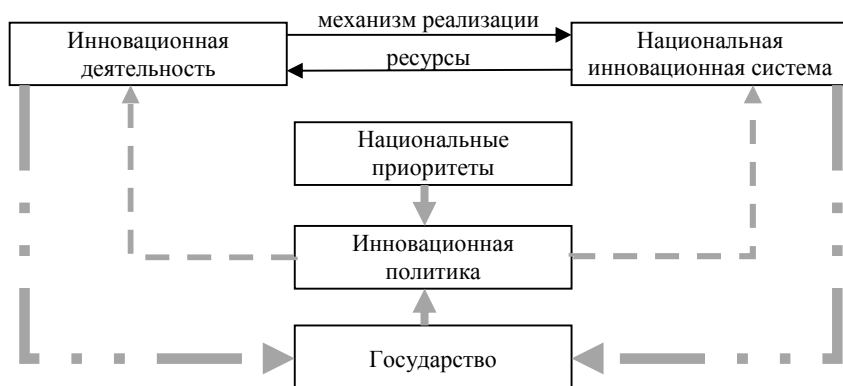 механизм реализации
Инновационная
деятельность
ресурсы
Национальная
инновационная система
Национальные
приоритеты
Инновационная
политика
Государство